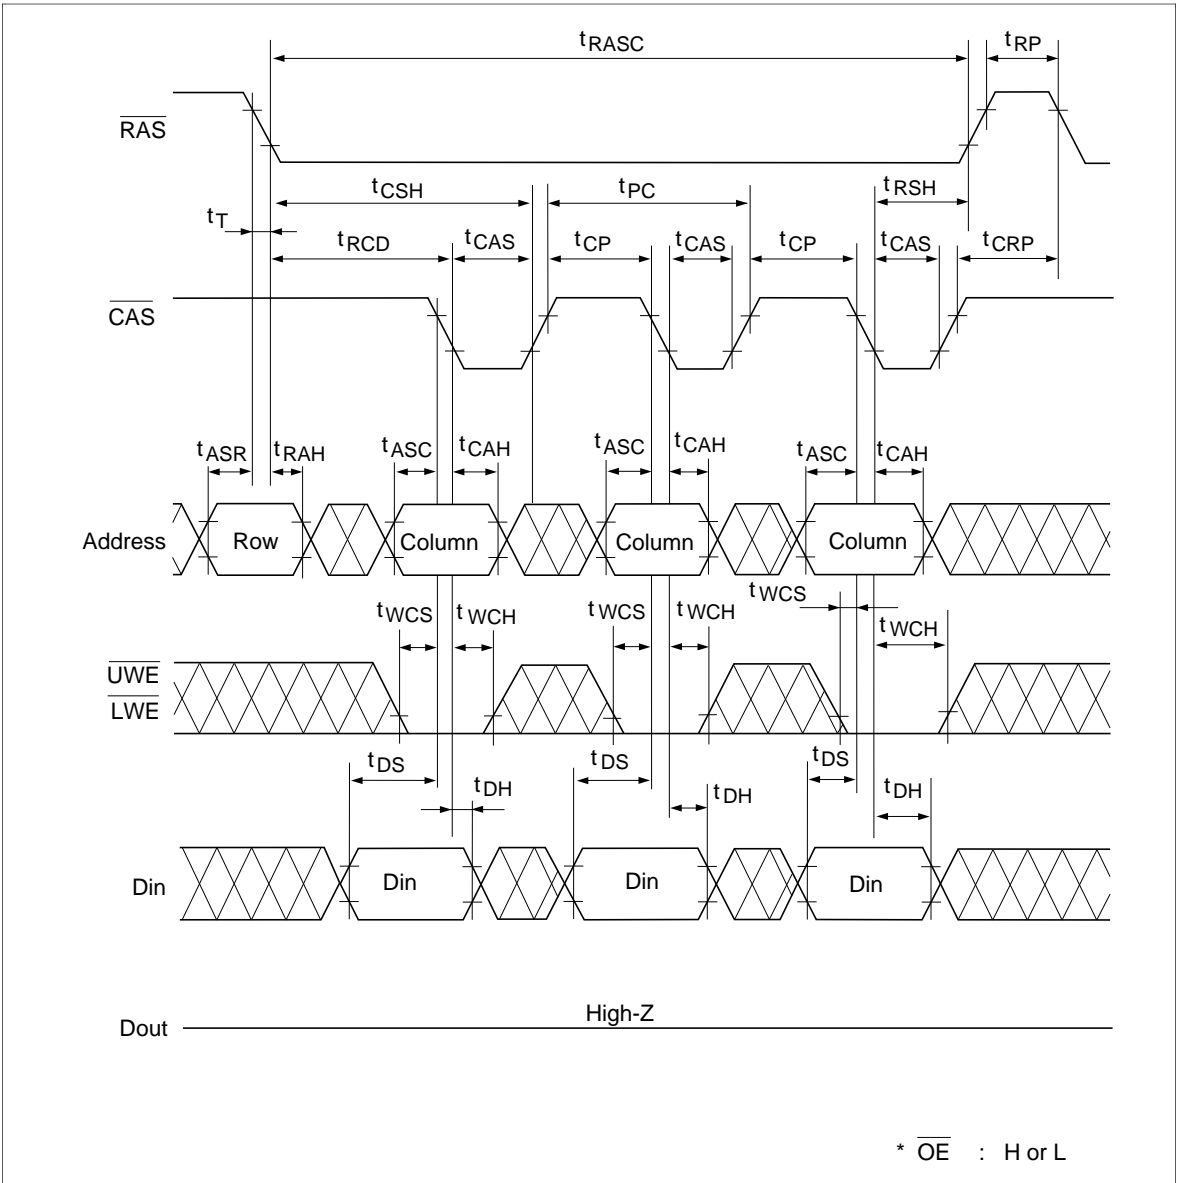 tRASC tRP
RAS
tCSH tPC tRSH
tT
tRCD tCAS tCP tCAS tCP tCAS tCRP
CAS
tASR tRAH tASC tCAH tASC tCAH tASC tCAH
Address Row Column Column Column
tWCS tWCH tWCS tWCH tWCS tWCH
UWE
LWE
tDS tDH tDS tDH tDS tDH
Din Din Din Din
High-Z
Dout
* OE : H or L